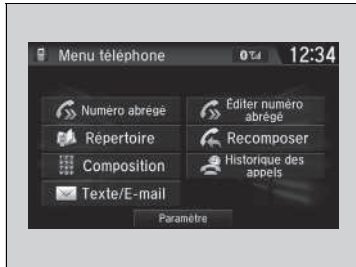 Menu téléphone
12:34
Numéro abrégé
Éditer numéro
abrégé
Répertoire
Recomposer
Composition
Historique des
appels
Texte/E-mail
Paramètre